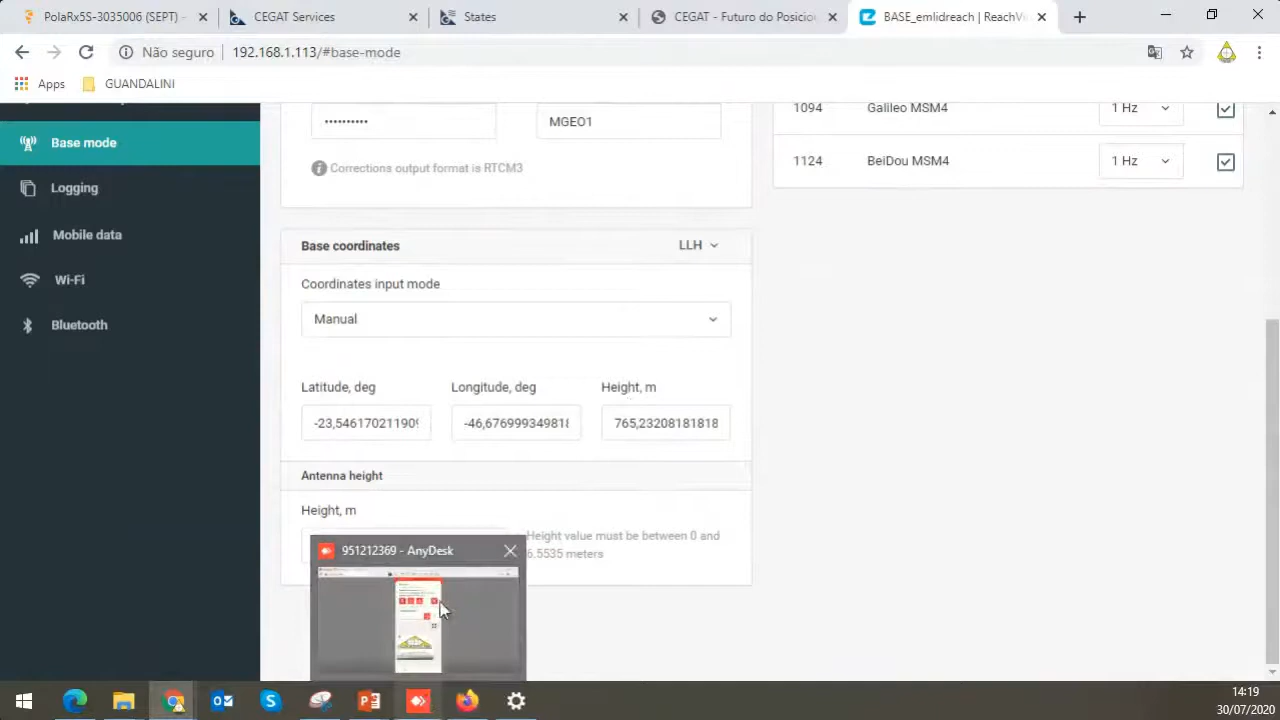 PolaRx5S-3035006 (SEPT) -
CEGAT Services
States
CEGAT - Futuro do Posicio
BASE_emlidreach | ReachVi
Não seguro
192.168.1.113/#base-mode
Apps
GUANDALINI
Base mode
Logging
Mobile data
Wi-Fi
Bluetooth
••••••••••
MGEO1
Corrections output format is RTCM3
1094 Galileo MSM4 1 Hz
1124 BeiDou MSM4 1 Hz
Base coordinates LLH
Coordinates input mode
Manual
Latitude, deg Longitude, deg Height, m
-23,546170211909 -46,676999349818 765,23208181818
Antenna height
Height, m
Height value must be between 0 and
6.5535 meters
951212369 - AnyDesk
14:19
30/07/2020